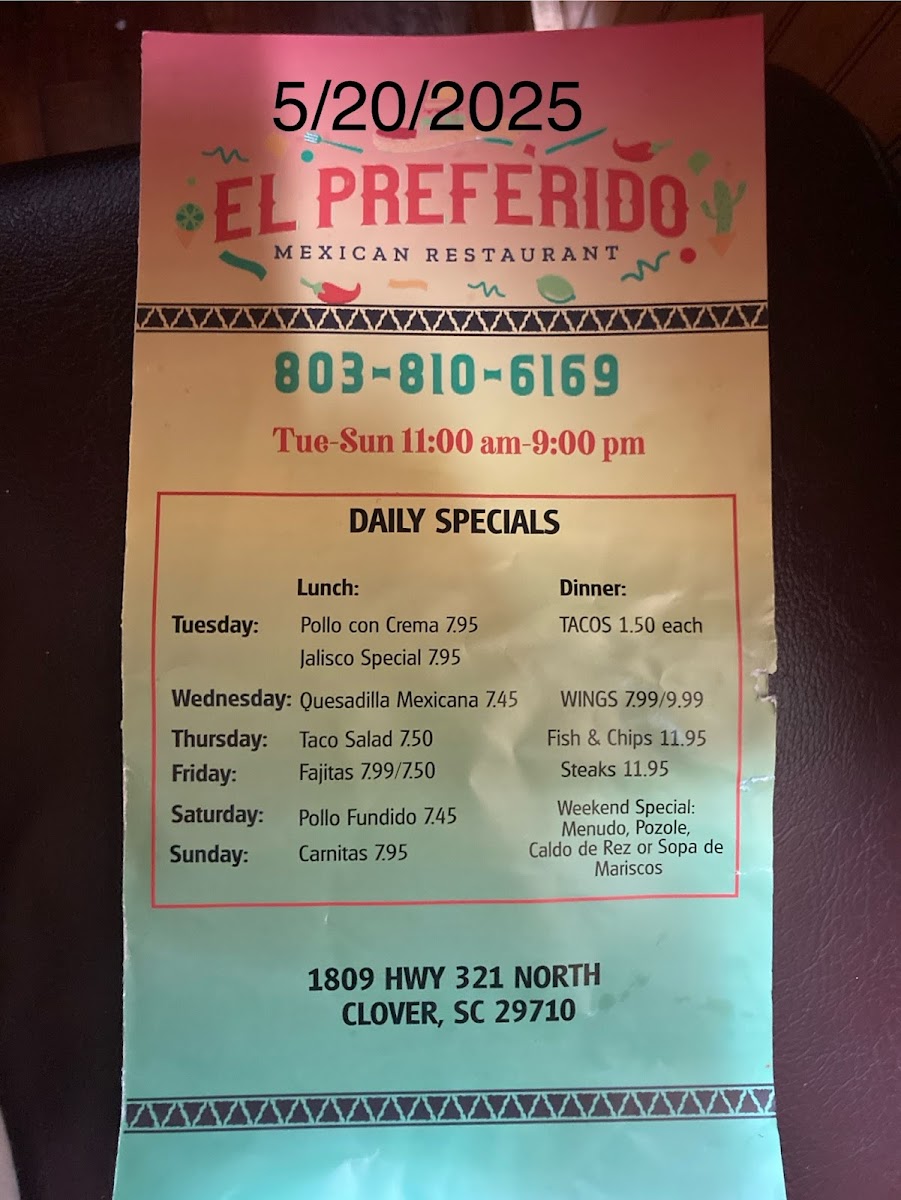 5/20/2025
EL PREFERIDO
MEXICAN RESTAURANT
803-810-6169
Tue-Sun 11:00 am-9:00 pm
DAILY SPECIALS
Lunch: Dinner:
Tuesday: Pollo con Crema 7.95 TACOS 1.50 each
Jalisco Special 7.95
Wednesday: Quesadilla Mexicana 7.45 WINGS 7.99/9.99
Thursday: Taco Salad 7.50 Fish & Chips 11.95
Friday: Fajitas 7.99/7.50 Steaks 11.95
Saturday: Pollo Fundido 7.45 Weekend Special:
Menudo, Pozole,
Sunday: Carnitas 7.95 Caldo de Rez or Sopa de
Mariscos
1809 HWY 321 NORTH
CLOVER, SC 29710